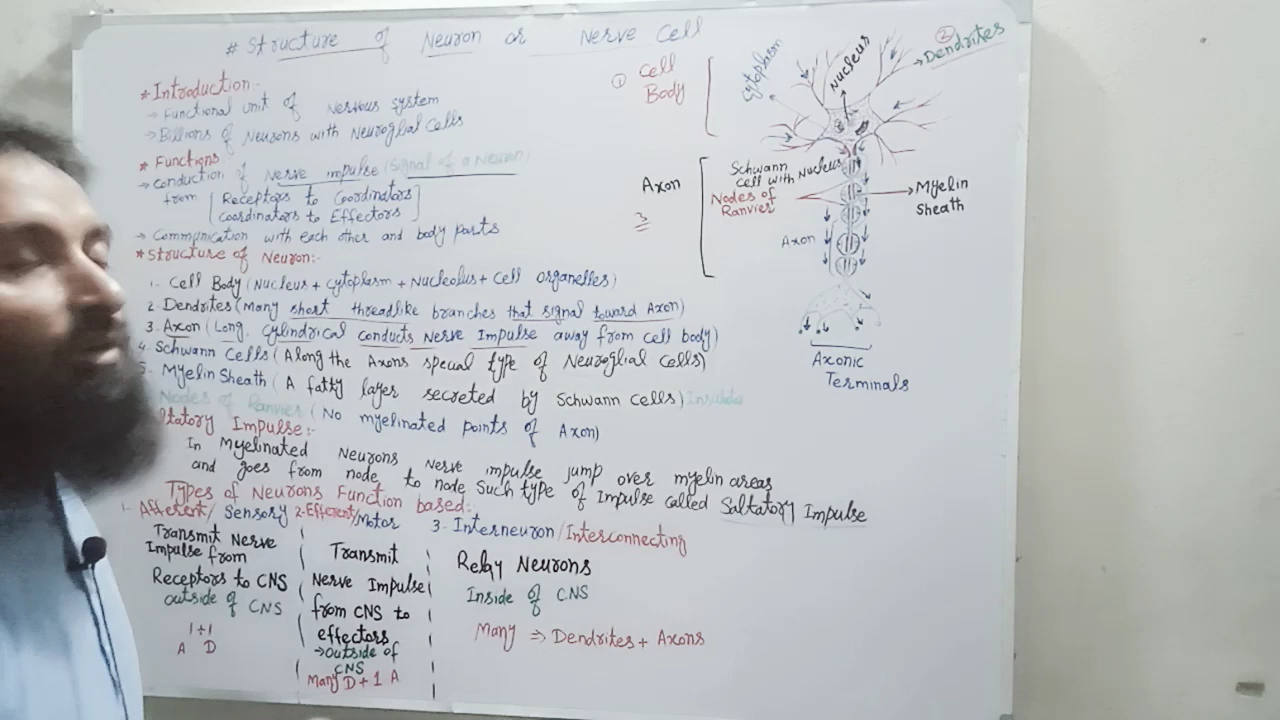 # Structure of Neuron or Nerve Cell
* Introduction:-
→ Functional unit of Nervous system
→ Billions of Neurons with Neuroglial Cells
* Functions
→ conduction of Nerve impulse (Signal of a Neuron)
from [Receptors to Coordinators
Coordinators to Effectors]
→ Communication with each other and body parts
* Structure of Neuron:-
1- Cell Body (Nucleus + Cytoplasm + Nucleolus + Cell organelles)
2. Dendrites (Many short threadlike branches that signal toward Axon)
3. Axon (Long, Cylindrical conducts Nerve Impulse away from cell body)
4- Schwann Cells (Along the Axons special type of Neuroglial Cells)
5- Myelin Sheath (A fatty layer secreted by Schwann cells) Insulator
Nodes of Ranvier (No myelinated points of Axon)
ltatory Impulse:-
In Myelinated Neurons Nerve impulse jump over myelin areas
and goes from node to node Such type of Impulse called Saltatory Impulse
Types of Neurons Function based:
1- Afferent/ Sensory
Transmit Nerve
Impulse from
Receptors to CNS
outside of CNS
1+1
A D
2-Efferent/Motor
Transmit
Nerve Impulse
from CNS to
effectors
→outside of
CNS
Many D + 1 A
3- Interneuron/Interconnecting
Relay Neurons
Inside of CNS
Many ⇒ Dendrites + Axons
① Cell
Body
Cytoplasm
Nucleus
②
→Dendrites
Axon
3
Schwann
Cell with Nucleus
Nodes of
Ranvier
Myelin
Sheath
Axon
Axonic
Terminals